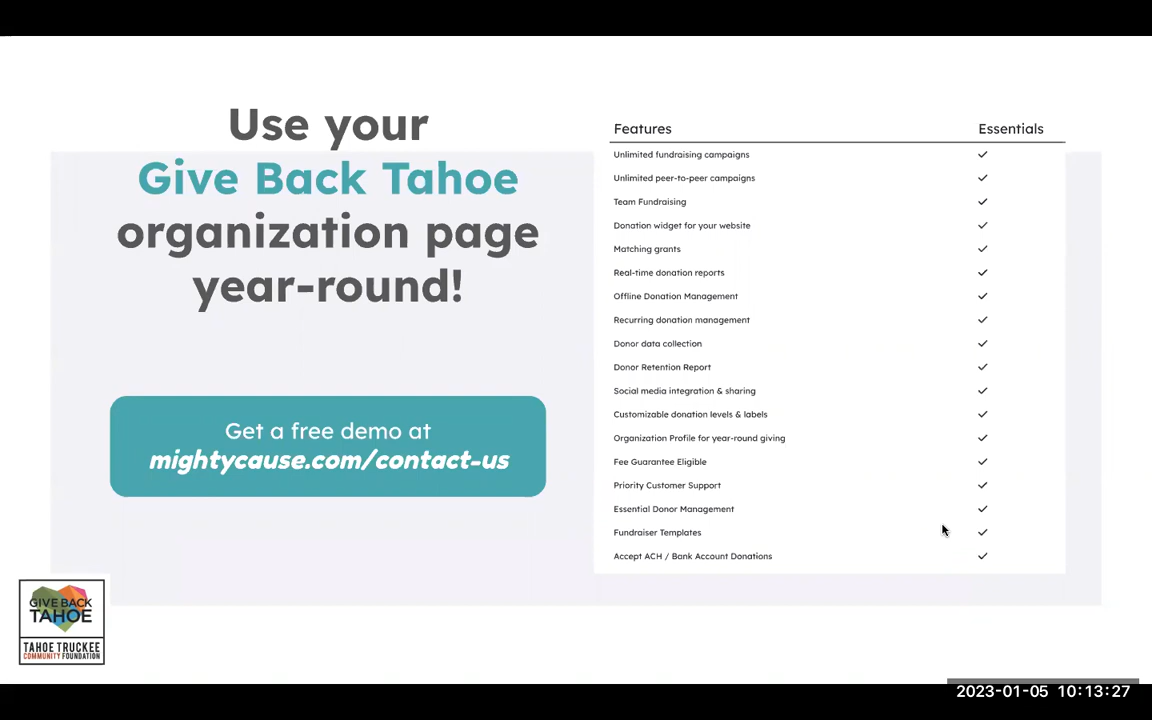 Use your
Give Back Tahoe
organization page
year-round!
Get a free demo at
mightycause.com/contact-us
Features Essentials
Unlimited fundraising campaigns ✓
Unlimited peer-to-peer campaigns ✓
Team Fundraising ✓
Donation widget for your website ✓
Matching grants ✓
Real-time donation reports ✓
Offline Donation Management ✓
Recurring donation management ✓
Donor data collection ✓
Donor Retention Report ✓
Social media integration & sharing ✓
Customizable donation levels & labels ✓
Organization Profile for year-round giving ✓
Fee Guarantee Eligible ✓
Priority Customer Support ✓
Essential Donor Management ✓
Fundraiser Templates ✓
Accept ACH / Bank Account Donations ✓
GIVE BACK
TAHOE
TAHOE TRUCKEE
COMMUNITY FOUNDATION
2023-01-05 10:13:27